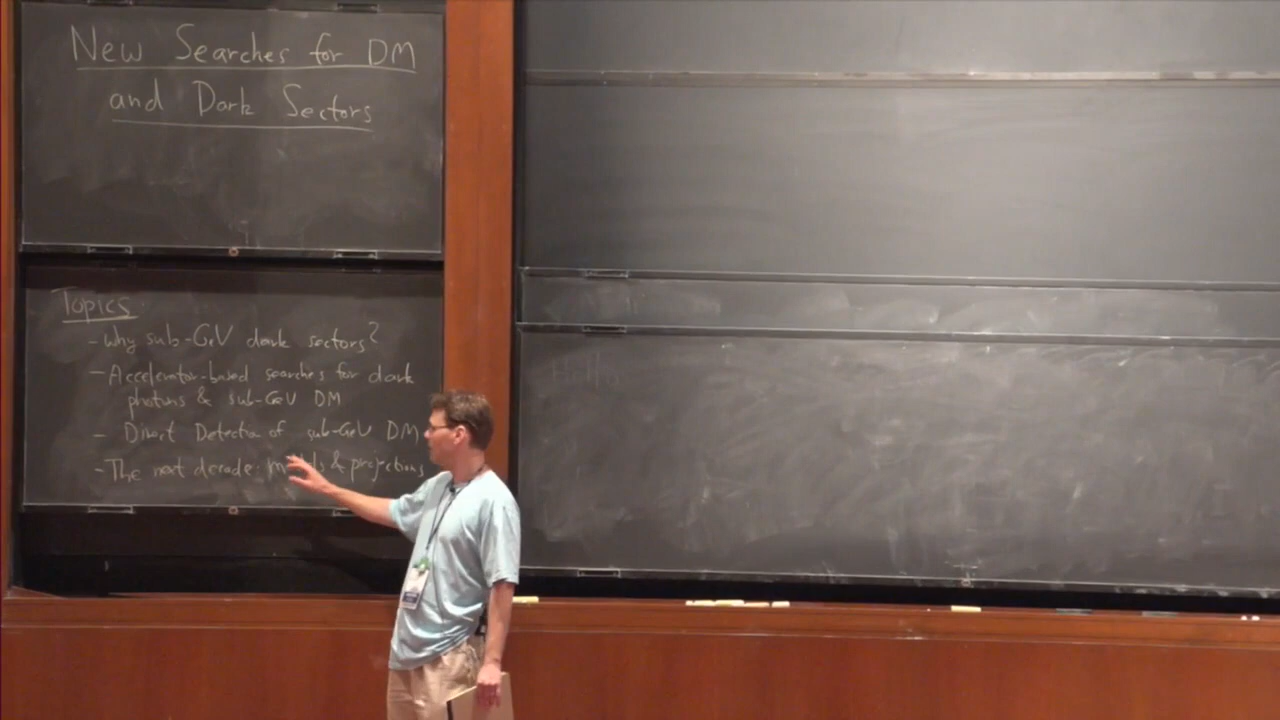 New Searches for DM
and Dark Sectors
Topics
- Why sub-GeV dark sectors?
- Accelerator-based searches for dark
photons & sub-GeV DM
- Direct Detection of sub-GeV DM
- The next decade: & projections